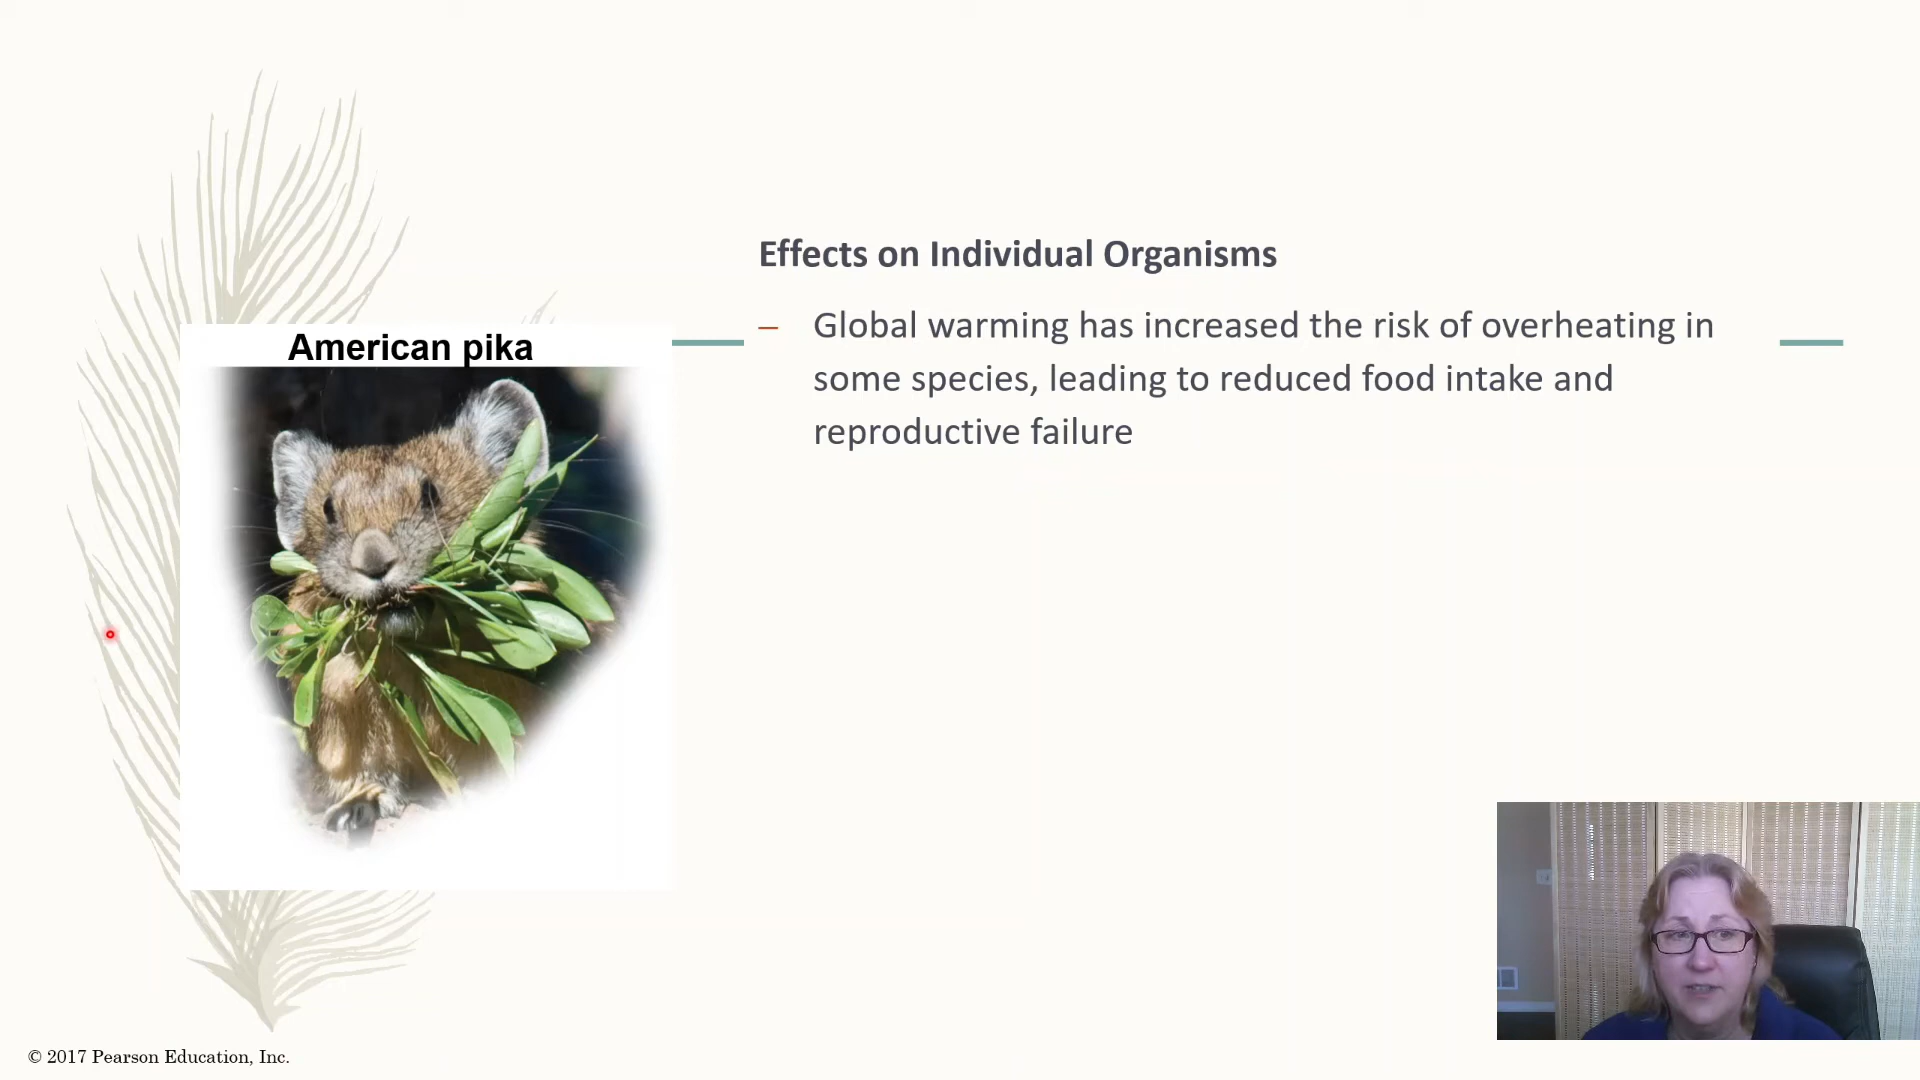 Effects on Individual Organisms
– Global warming has increased the risk of overheating in
some species, leading to reduced food intake and
reproductive failure
American pika
© 2017 Pearson Education, Inc.